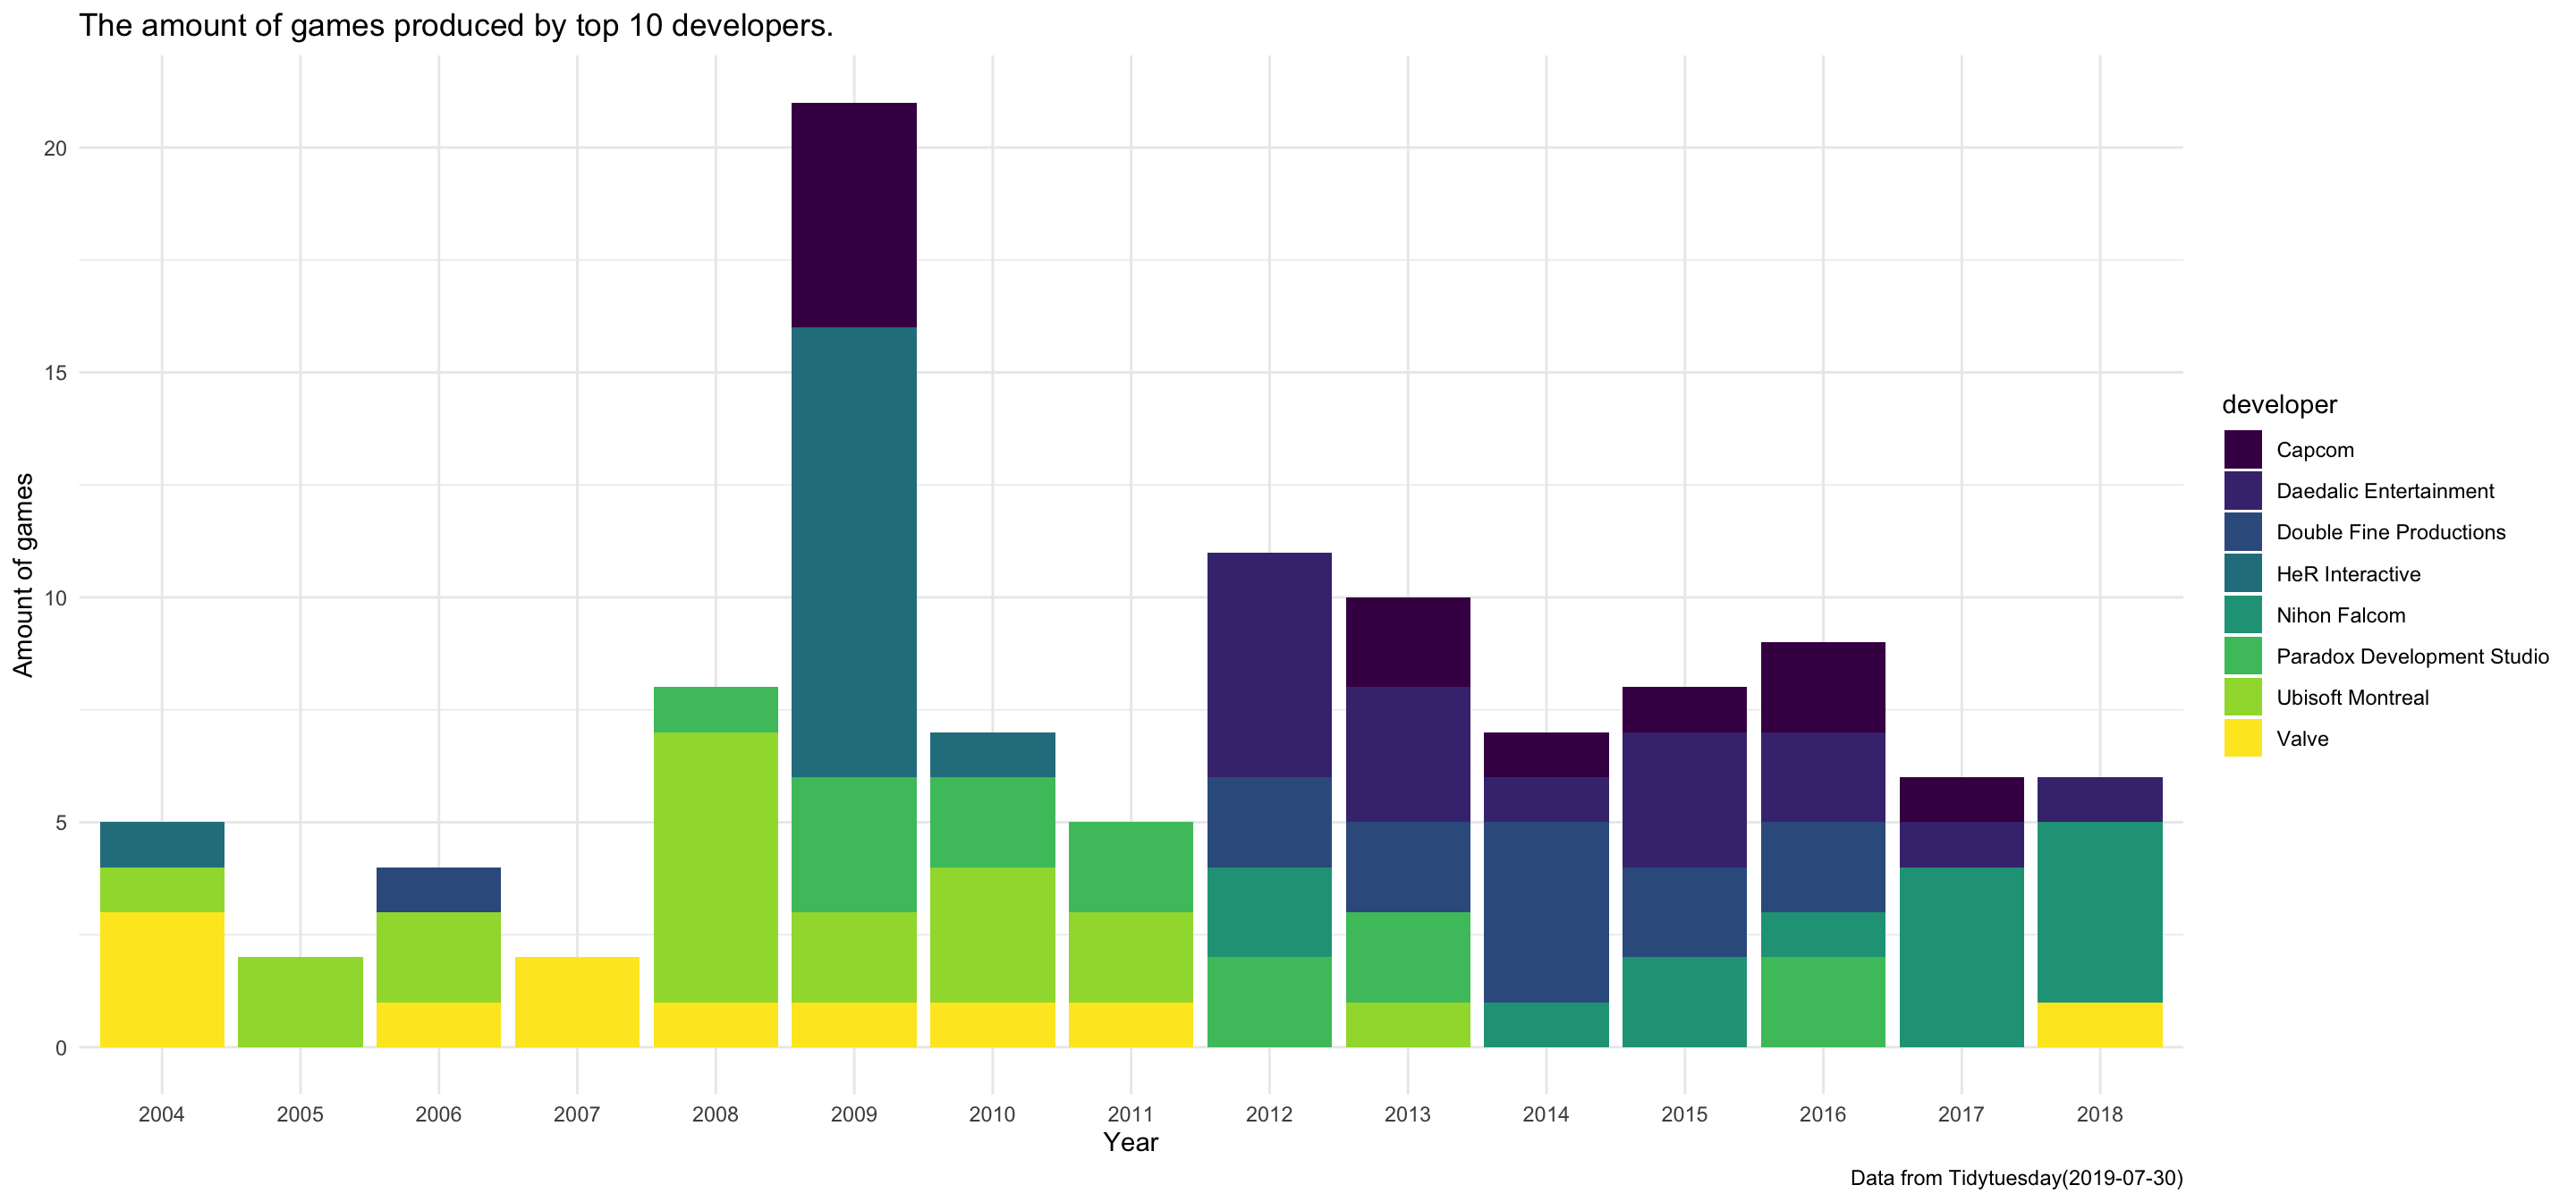 The amount of games produced by top 10 developers.
Amount of games
20
15
10
5
0
2004 2005 2006 2007 2008 2009 2010 2011 2012 2013 2014 2015 2016 2017 2018
Year
developer
Capcom
Daedalic Entertainment
Double Fine Productions
HeR Interactive
Nihon Falcom
Paradox Development Studio
Ubisoft Montreal
Valve
Data from Tidytuesday(2019-07-30)